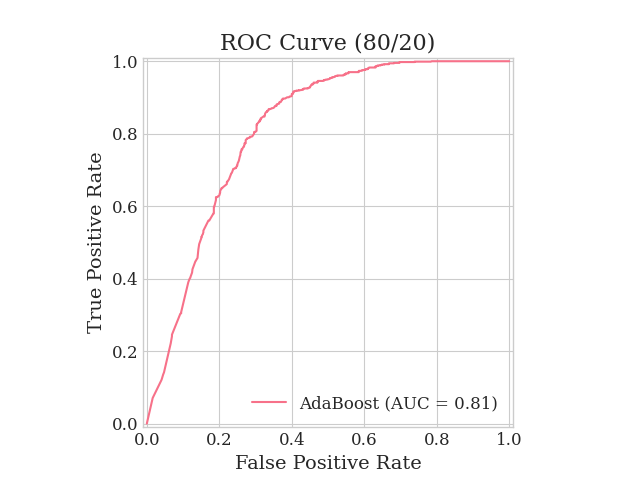 ROC Curve (80/20)
True Positive Rate
1.0
0.8
0.6
0.4
0.2
0.0
AdaBoost (AUC = 0.81)
0.0 0.2 0.4 0.6 0.8 1.0
False Positive Rate